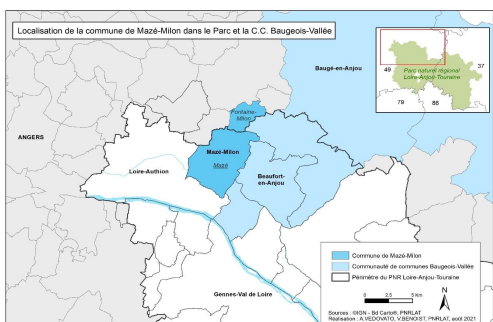 Localisation de la commune de Mazé-Milon dans le Parc et la C.C. Baugeois-Vallée
Baugé-en-Anjou
49
37
Parc naturel régional
Loire-Anjou-Touraine
79
86
Fontaine-
Milon
ANGERS
Mazé-Milon
Mazé
Loire-Authion
Beaufort-
en-Anjou
Gennes-Val de Loire
Commune de Mazé-Milon
Communauté de communes Baugeois-Vallée
Périmètre du PNR Loire-Anjou-Touraine
0 2,5 5 Km
N
Sources : ©IGN - Bd Carto®, PNRLAT
Réalisation : A.VEDOVATO, V.BENOIST, PNRLAT, août 2021